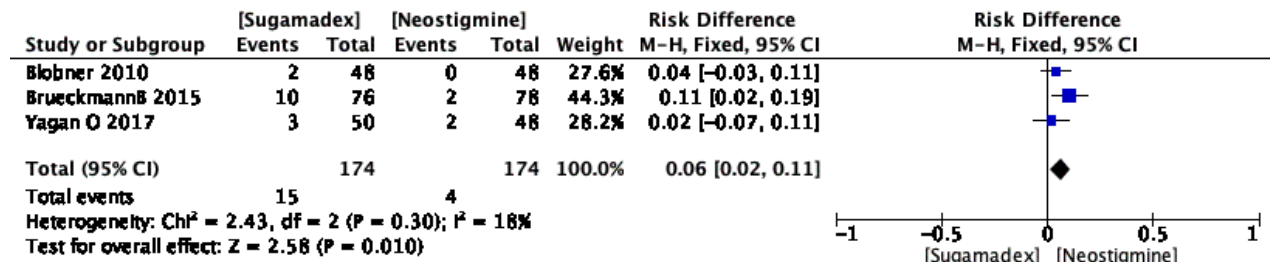 [Sugamadex] [Neostigmine] Risk Difference Risk Difference
Study or Subgroup Events Total Events Total Weight M-H, Fixed, 95% CI M-H, Fixed, 95% CI
Blobner 2010 2 48 0 48 27.6% 0.04 [-0.03, 0.11]
BrueckmannB 2015 10 76 2 78 44.3% 0.11 [0.02, 0.19]
Yagan O 2017 3 50 2 48 28.2% 0.02 [-0.07, 0.11]
Total (95% CI) 174 174 100.0% 0.06 [0.02, 0.11]
Total events 15 4
Heterogeneity: Chi² = 2.43, df = 2 (P = 0.30); I² = 18%
Test for overall effect: Z = 2.58 (P = 0.010)
-1 -0.5 0 0.5 1
[Sugamadex] [Neostigmine]